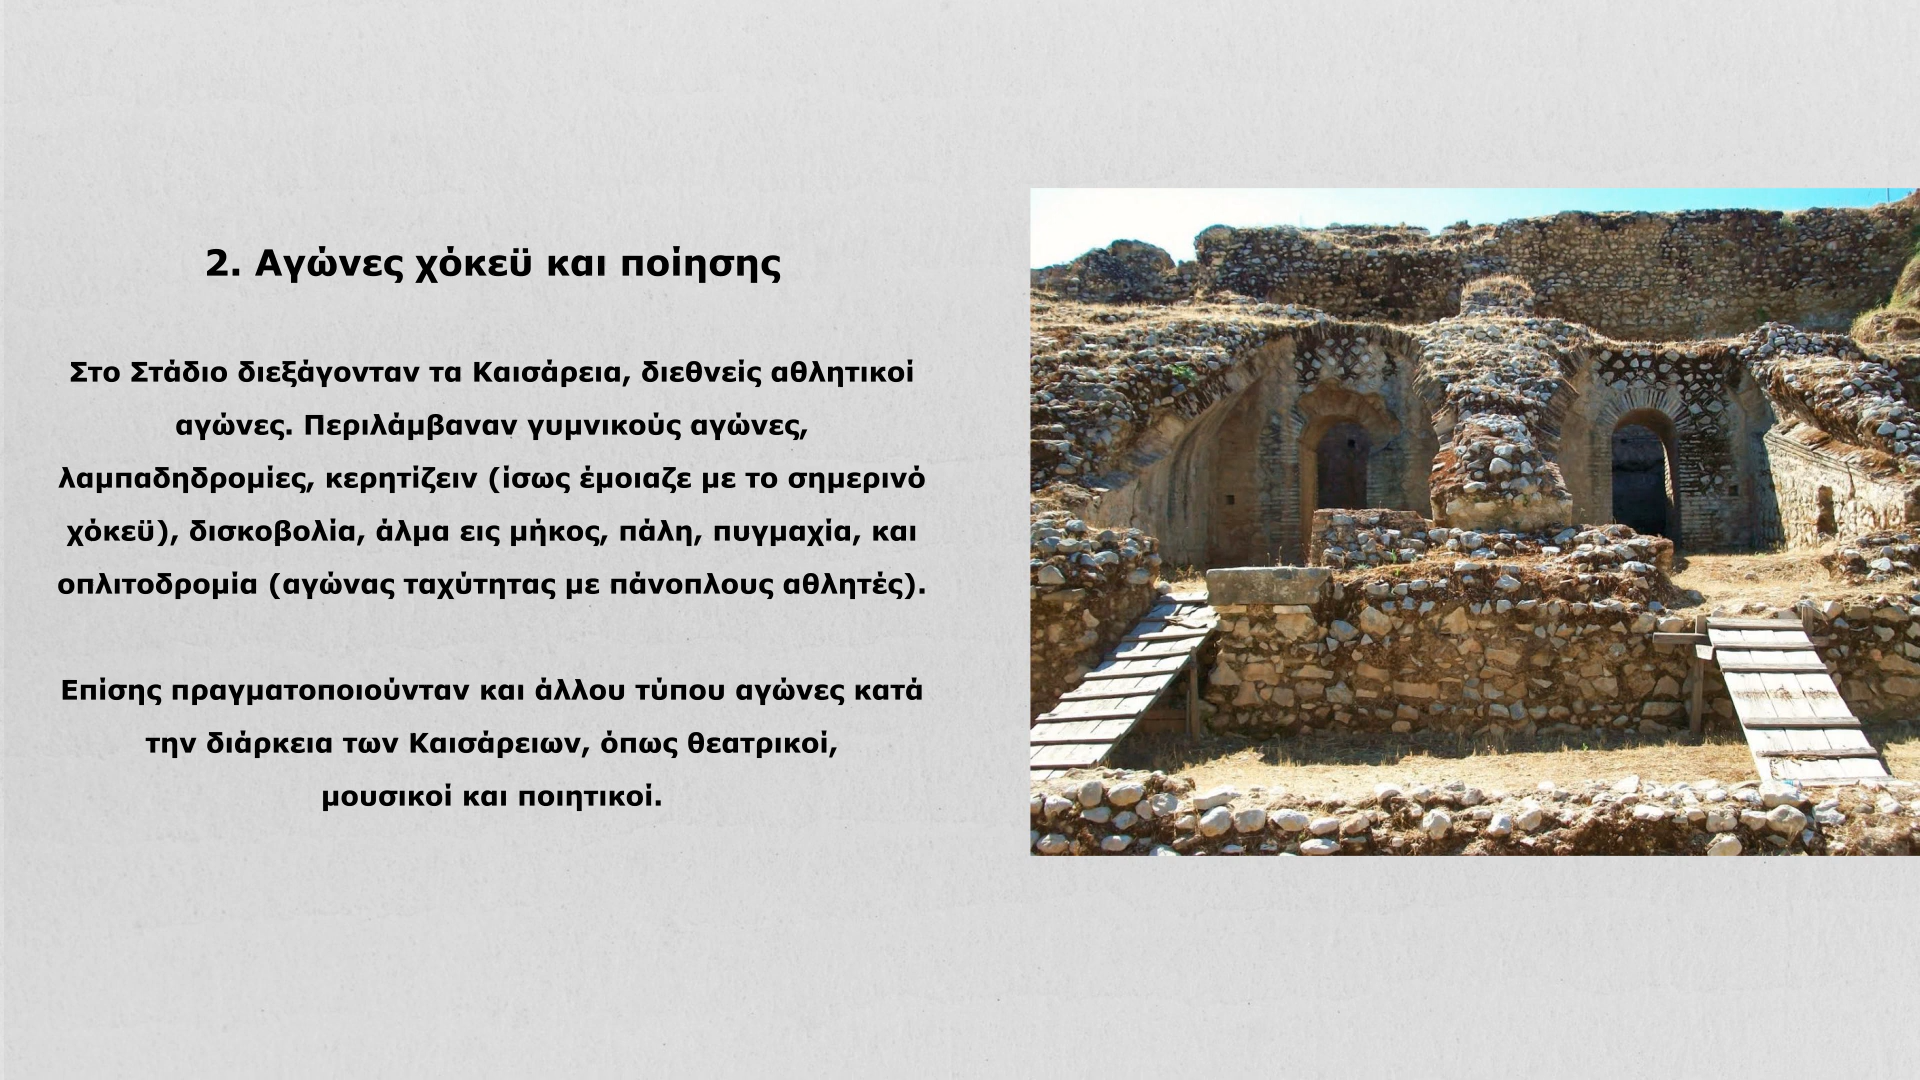 2. Αγώνες χόκεϋ και ποίησης
Στο Στάδιο διεξάγονταν τα Καισάρεια, διεθνείς αθλητικοί
αγώνες. Περιλάμβαναν γυμνικούς αγώνες,
λαμπαδηδρομίες, κερητίζειν (ίσως έμοιαζε με το σημερινό
χόκεϋ), δισκοβολία, άλμα εις μήκος, πάλη, πυγμαχία, και
οπλιτοδρομία (αγώνας ταχύτητας με πάνοπλους αθλητές).
Επίσης πραγματοποιούνταν και άλλου τύπου αγώνες κατά
την διάρκεια των Καισάρειων, όπως θεατρικοί,
μουσικοί και ποιητικοί.